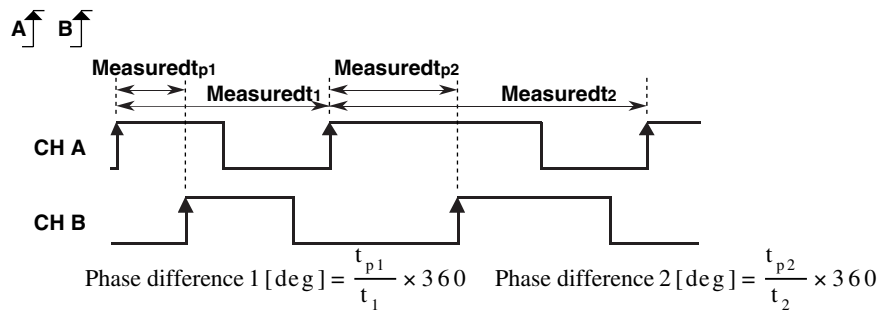 A B
Measuredtp1 Measuredtp2
Measuredt1 Measuredt2
CH A
CH B
Phase difference 1 [deg] = tp1/t1 × 360 Phase difference 2 [deg] = tp2/t2 × 360